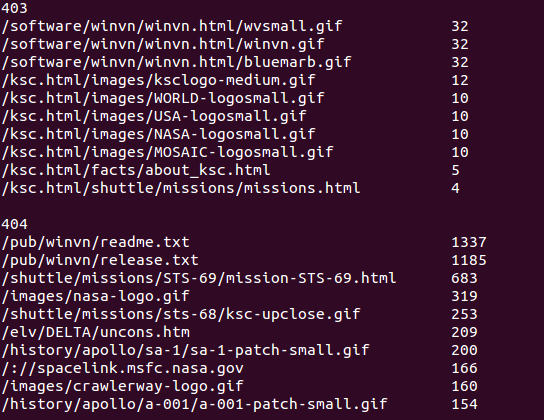 403
/software/winvn/winvn.html/wvsmall.gif 32
/software/winvn/winvn.html/winvn.gif 32
/software/winvn/winvn.html/bluemarb.gif 32
/ksc.html/images/ksclogo-medium.gif 12
/ksc.html/images/WORLD-logosmall.gif 10
/ksc.html/images/USA-logosmall.gif 10
/ksc.html/images/NASA-logosmall.gif 10
/ksc.html/images/MOSAIC-logosmall.gif 10
/ksc.html/facts/about_ksc.html 5
/ksc.html/shuttle/missions/missions.html 4
404
/pub/winvn/readme.txt 1337
/pub/winvn/release.txt 1185
/shuttle/missions/STS-69/mission-STS-69.html 683
/images/nasa-logo.gif 319
/shuttle/missions/sts-68/ksc-upclose.gif 253
/elv/DELTA/uncons.htm 209
/history/apollo/sa-1/sa-1-patch-small.gif 200
/://spacelink.msfc.nasa.gov 166
/images/crawlerway-logo.gif 160
/history/apollo/a-001/a-001-patch-small.gif 154